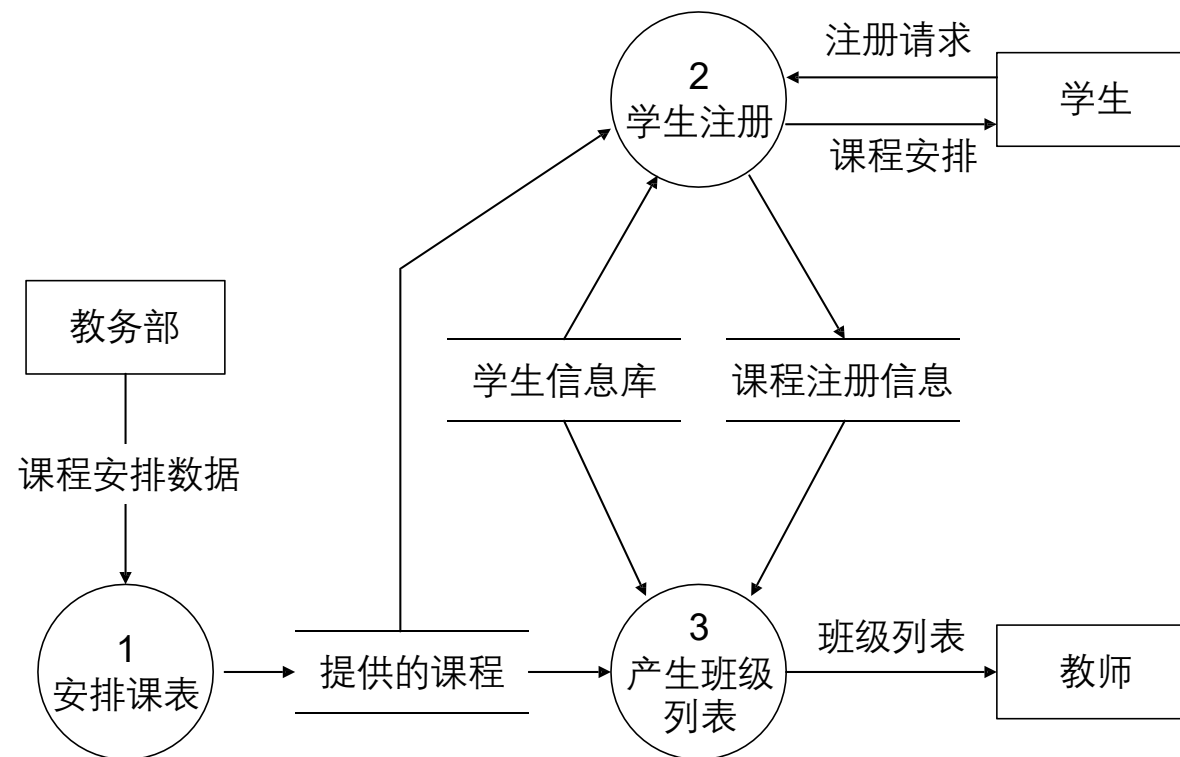 注册请求
2
学生注册
学生
课程安排
教务部
学生信息库
课程注册信息
课程安排数据
1
安排课表
提供的课程
3
产生班级
列表
班级列表
教师